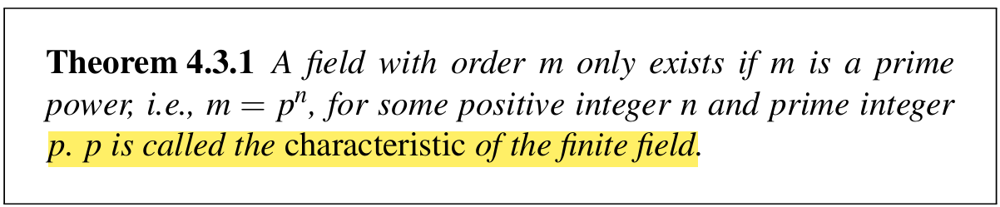 Theorem 4.3.1 A field with order m only exists if m is a prime
power, i.e., m = pⁿ, for some positive integer n and prime integer
p. p is called the characteristic of the finite field.